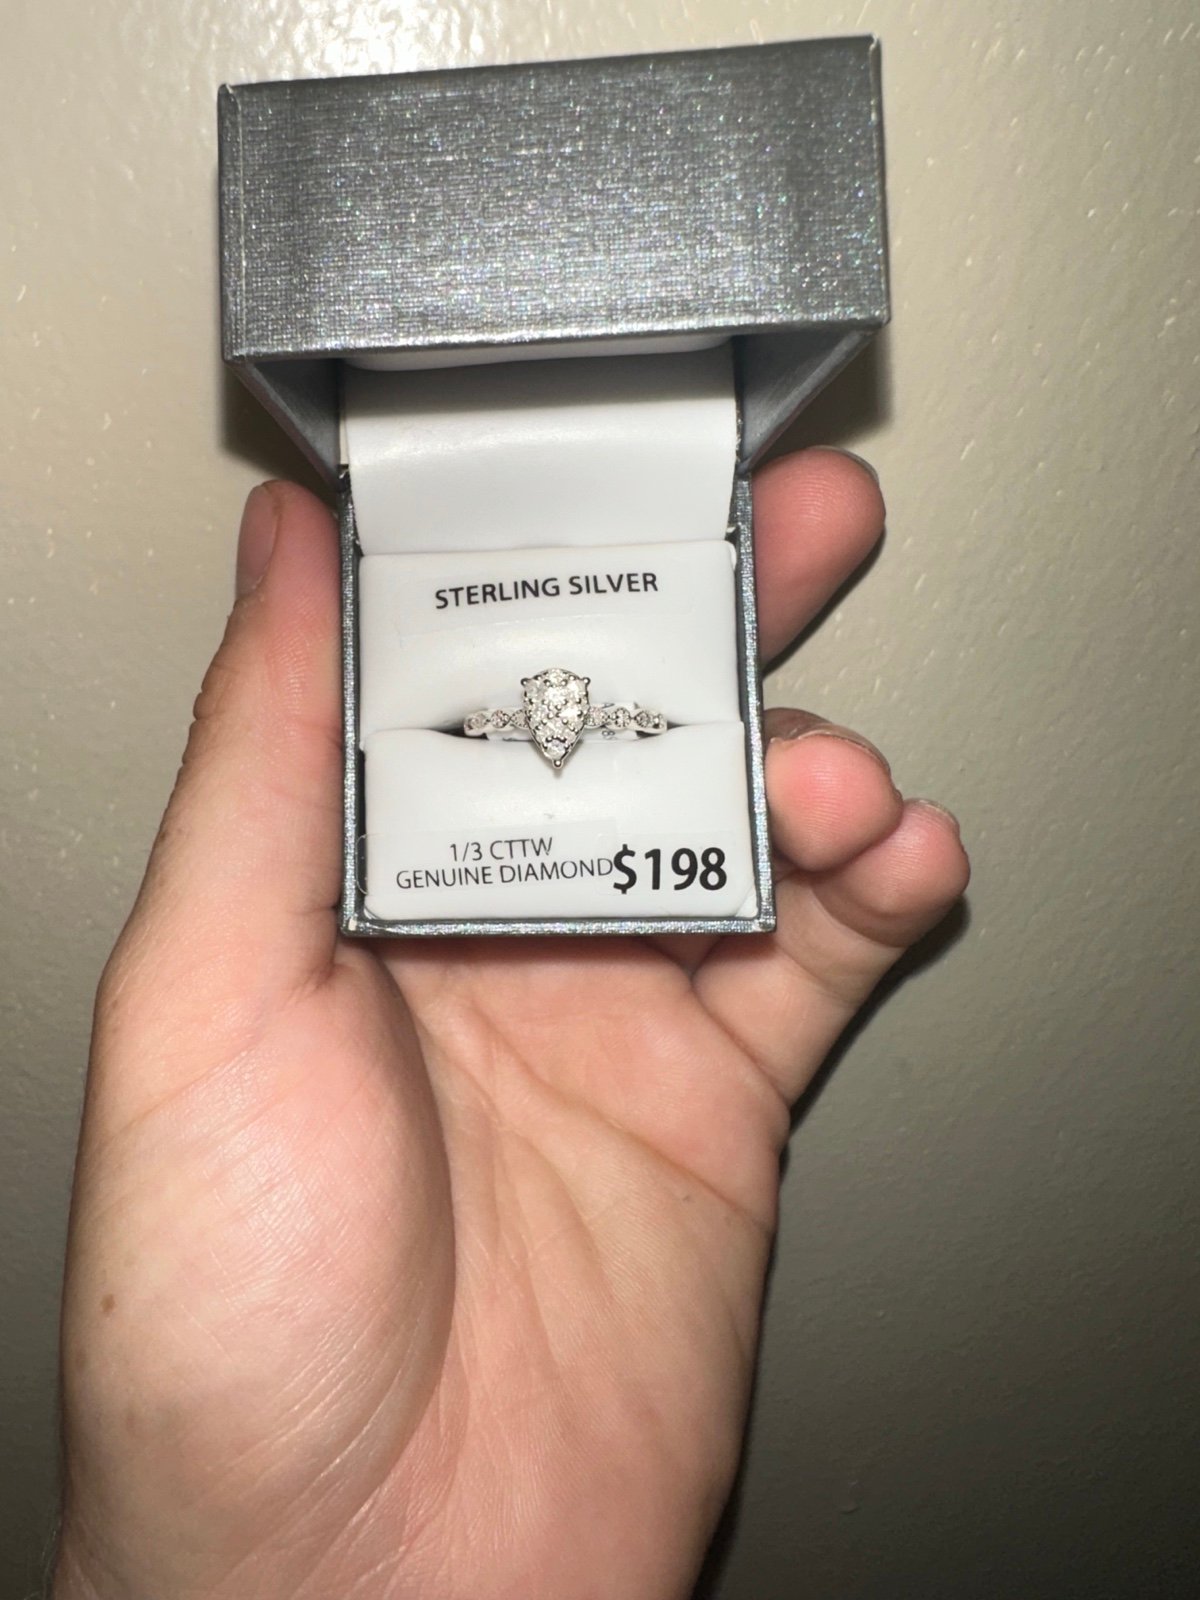 STERLING SILVER
1/3 CTTW
GENUINE DIAMOND $198